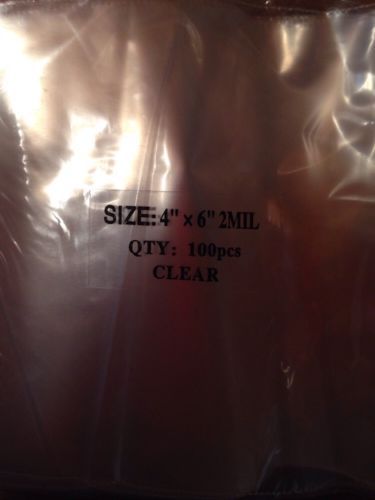 SIZE: 4" × 6" 2MIL
QTY: 100pcs
CLEAR